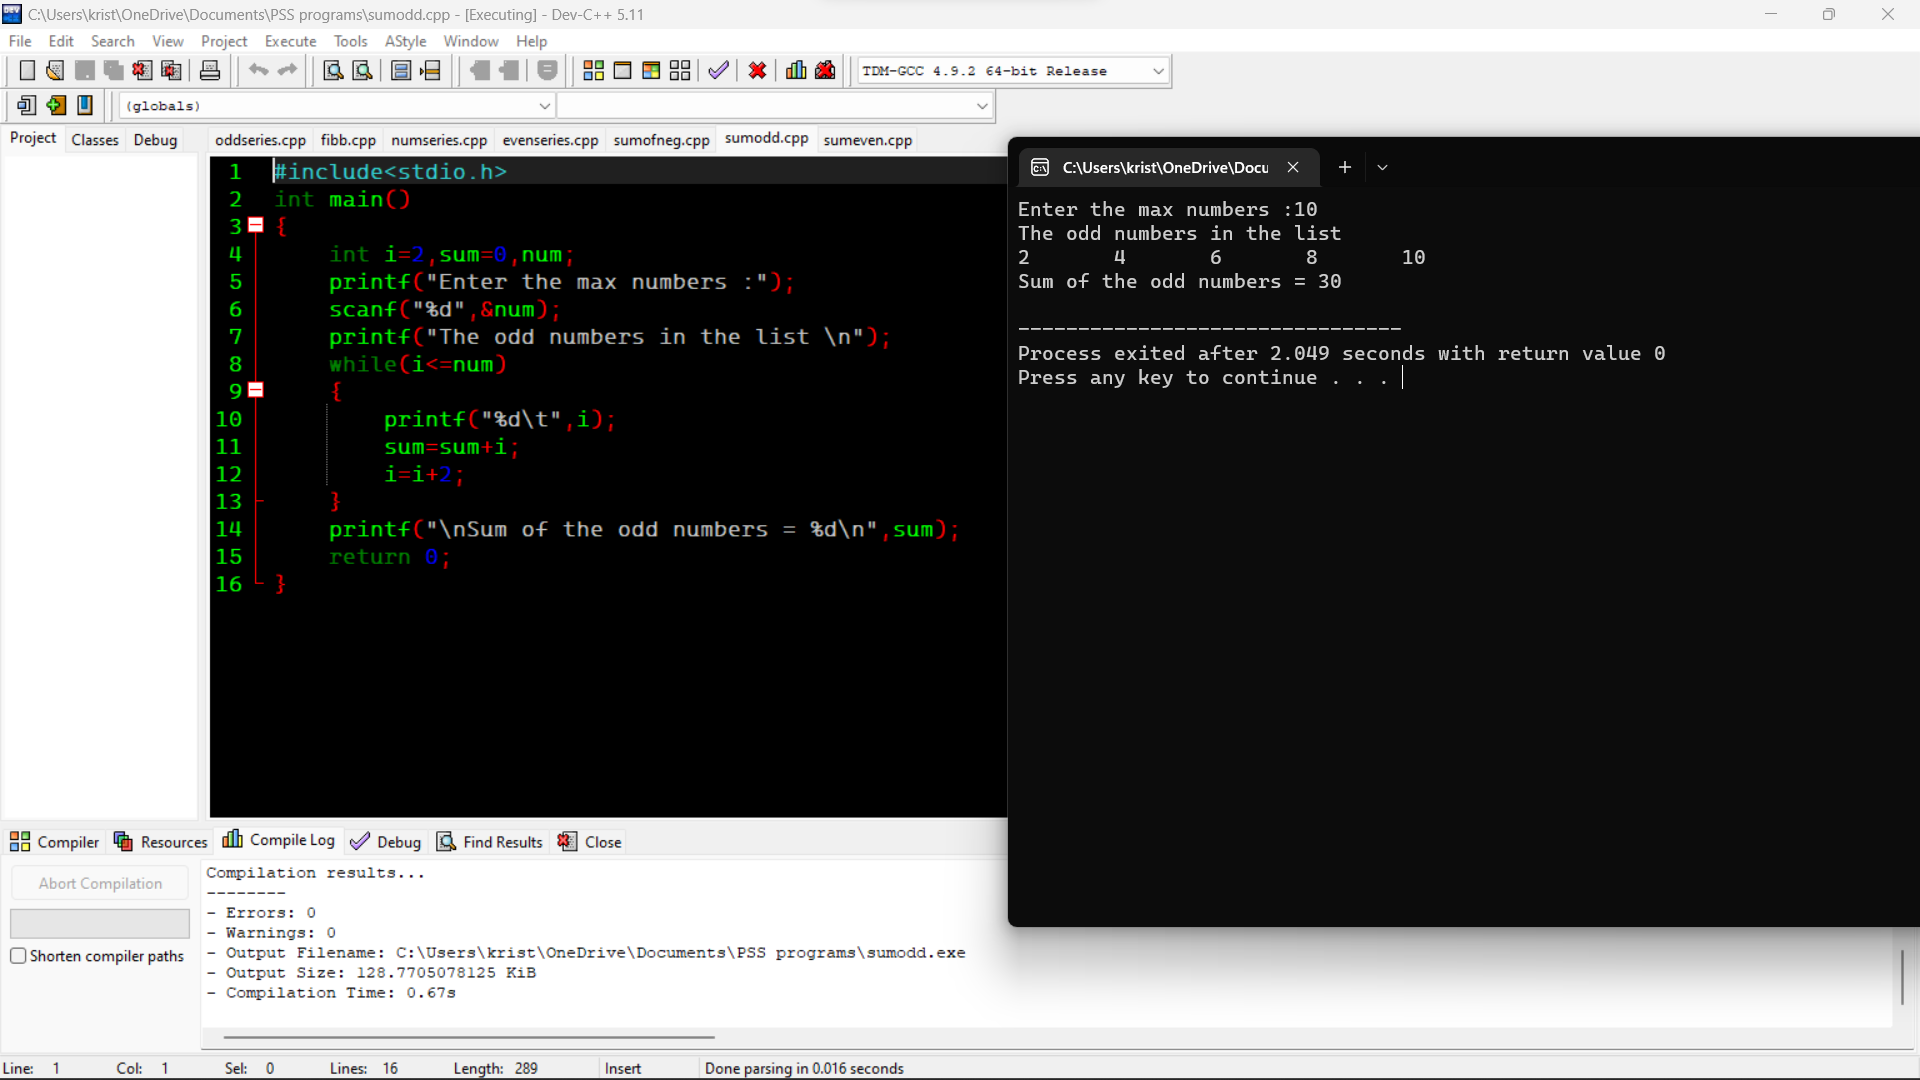 C:\Users\krist\OneDrive\Documents\PSS programs\sumodd.cpp - [Executing] - Dev-C++ 5.11
File Edit Search View Project Execute Tools AStyle Window Help
TDM-GCC 4.9.2 64-bit Release
(globals)
Project Classes Debug
oddseries.cpp fibb.cpp numseries.cpp evenseries.cpp sumofneg.cpp sumodd.cpp sumeven.cpp
1 #include<stdio.h>
2 int main()
3 {
4 int i=2,sum=0,num;
5 printf("Enter the max numbers :");
6 scanf("%d",&num);
7 printf("The odd numbers in the list \n");
8 while(i<=num)
9 {
10 printf("%d\t",i);
11 sum=sum+i;
12 i=i+2;
13 }
14 printf("\nSum of the odd numbers = %d\n",sum);
15 return 0;
16 }
C:\Users\krist\OneDrive\Docu
Enter the max numbers :10
The odd numbers in the list
2 4 6 8 10
Sum of the odd numbers = 30
--------------------------------
Process exited after 2.049 seconds with return value 0
Press any key to continue . . .
Compiler Resources Compile Log Debug Find Results Close
Abort Compilation
Shorten compiler paths
Compilation results...
--------
- Errors: 0
- Warnings: 0
- Output Filename: C:\Users\krist\OneDrive\Documents\PSS programs\sumodd.exe
- Output Size: 128.7705078125 KiB
- Compilation Time: 0.67s
Line: 1 Col: 1 Sel: 0 Lines: 16 Length: 289 Insert Done parsing in 0.016 seconds